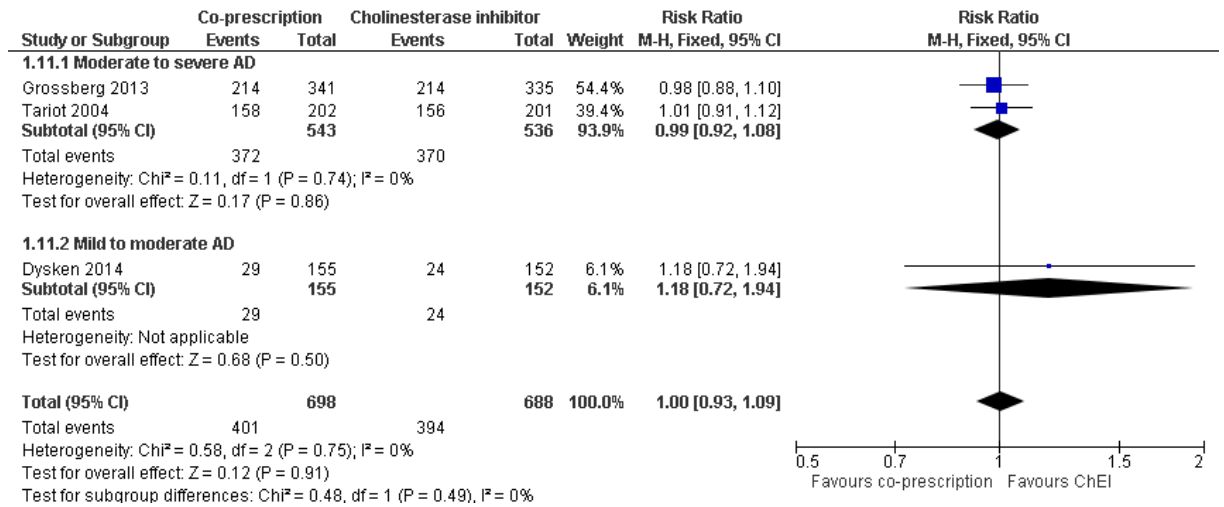 Co-prescription Cholinesterase inhibitor Risk Ratio Risk Ratio
Study or Subgroup Events Total Events Total Weight M-H, Fixed, 95% CI M-H, Fixed, 95% CI
1.11.1 Moderate to severe AD
Grossberg 2013 214 341 214 335 54.4% 0.98 [0.88, 1.10]
Tariot 2004 158 202 156 201 39.4% 1.01 [0.91, 1.12]
Subtotal (95% CI) 543 536 93.9% 0.99 [0.92, 1.08]
Total events 372 370
Heterogeneity: Chi² = 0.11, df = 1 (P = 0.74); I² = 0%
Test for overall effect: Z = 0.17 (P = 0.86)
1.11.2 Mild to moderate AD
Dysken 2014 29 155 24 152 6.1% 1.18 [0.72, 1.94]
Subtotal (95% CI) 155 152 6.1% 1.18 [0.72, 1.94]
Total events 29 24
Heterogeneity: Not applicable
Test for overall effect: Z = 0.68 (P = 0.50)
Total (95% CI) 698 688 100.0% 1.00 [0.93, 1.09]
Total events 401 394
Heterogeneity: Chi² = 0.58, df = 2 (P = 0.75); I² = 0%
Test for overall effect: Z = 0.12 (P = 0.91)
Test for subgroup differences: Chi² = 0.48, df = 1 (P = 0.49), I² = 0%
0.5 0.7 1 1.5 2
Favours co-prescription Favours ChEI